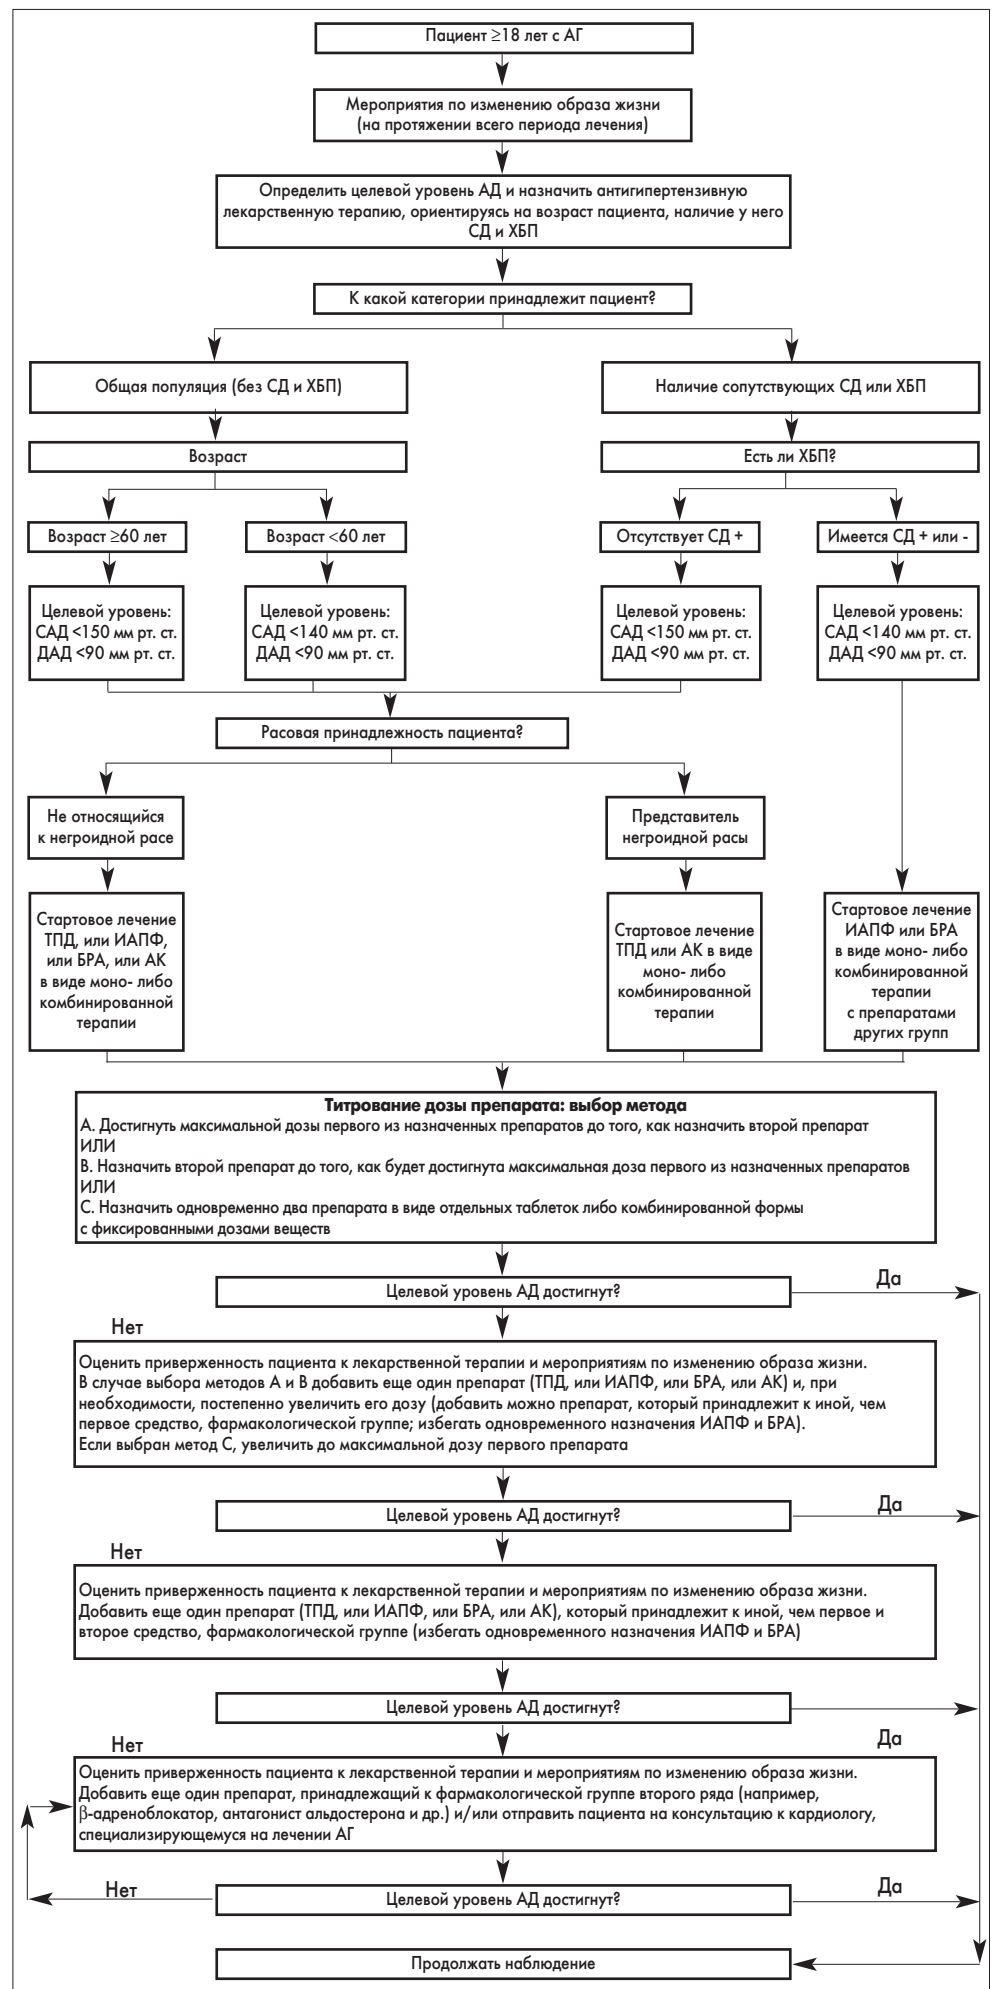 Пациент ≥18 лет с АГ
Мероприятия по изменению образа жизни
(на протяжении всего периода лечения)
Определить целевой уровень АД и назначить антигипертензивную
лекарственную терапию, ориентируясь на возраст пациента, наличие у него
СД и ХБП
К какой категории принадлежит пациент?
Общая популяция (без СД и ХБП)
Наличие сопутствующих СД или ХБП
Возраст
Есть ли ХБП?
Возраст ≥60 лет
Возраст <60 лет
Отсутствует СД +
Имеется СД + или -
Целевой уровень:
САД <150 мм рт. ст.
ДАД <90 мм рт. ст.
Целевой уровень:
САД <140 мм рт. ст.
ДАД <90 мм рт. ст.
Целевой уровень:
САД <150 мм рт. ст.
ДАД <90 мм рт. ст.
Целевой уровень:
САД <140 мм рт. ст.
ДАД <90 мм рт. ст.
Расовая принадлежность пациента?
Не относящийся
к негроидной расе
Представитель
негроидной расы
Стартовое лечение
ТПД, или ИАПФ,
или БРА, или АК
в виде моно- либо
комбинированной
терапии
Стартовое лечение
ТПД или АК в виде
моно- либо
комбинированной
терапии
Стартовое лечение
ИАПФ или БРА
в виде моно- либо
комбинированной
терапии
с препаратами
других групп
Титрование дозы препарата: выбор метода
А. Достигнуть максимальной дозы первого из назначенных препаратов до того, как назначить второй препарат
ИЛИ
В. Назначить второй препарат до того, как будет достигнута максимальная доза первого из назначенных препаратов
ИЛИ
С. Назначить одновременно два препарата в виде отдельных таблеток либо комбинированной формы
с фиксированными дозами веществ
Целевой уровень АД достигнут?
Да
Нет
Оценить приверженность пациента к лекарственной терапии и мероприятиям по изменению образа жизни.
В случае выбора методов А и В добавить еще один препарат (ТПД, или ИАПФ, или БРА, или АК) и, при
необходимости, постепенно увеличить его дозу (добавить можно препарат, который принадлежит к иной, чем
первое средство, фармакологической группе; избегать одновременного назначения ИАПФ и БРА).
Если выбран метод С, увеличить до максимальной дозу первого препарата
Целевой уровень АД достигнут?
Да
Нет
Оценить приверженность пациента к лекарственной терапии и мероприятиям по изменению образа жизни.
Добавить еще один препарат (ТПД, или ИАПФ, или БРА, или АК), который принадлежит к иной, чем первое и
второе средство, фармакологической группе (избегать одновременного назначения ИАПФ и БРА)
Целевой уровень АД достигнут?
Да
Нет
Оценить приверженность пациента к лекарственной терапии и мероприятиям по изменению образа жизни.
Добавить еще один препарат, принадлежащий к фармакологической группе второго ряда (например,
β-адреноблокатор, антагонист альдостерона и др.) и/или отправить пациента на консультацию к кардиологу,
специализирующемуся на лечении АГ
Нет
Целевой уровень АД достигнут?
Да
Продолжать наблюдение